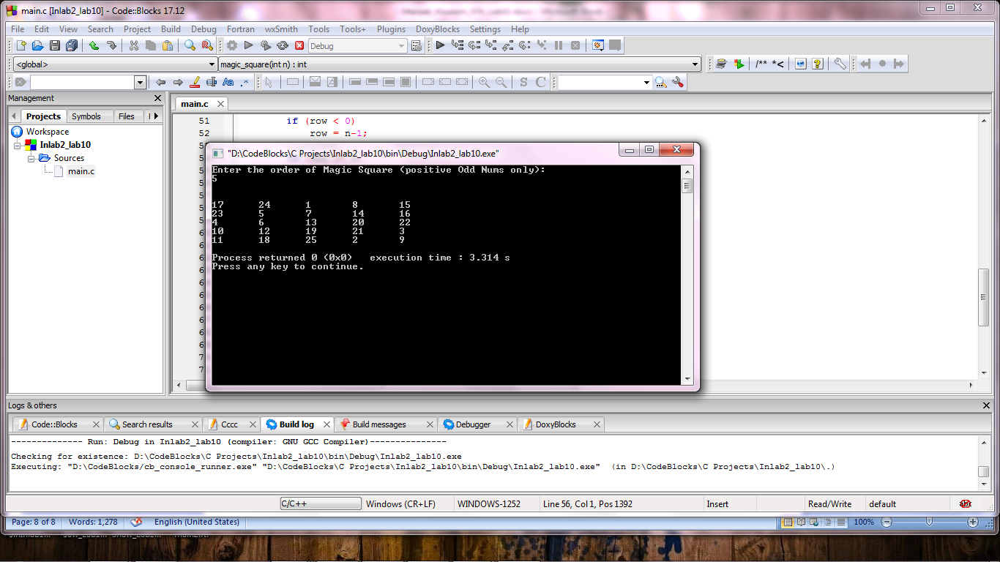 main.c [Inlab2_lab10] - Code::Blocks 17.12
File Edit View Search Project Build Debug Fortran wxSmith Tools Tools+ Plugins DoxyBlocks Settings Help
Debug
<global> magic_square(int n) : int
/** *<
Aa .*
S C
Management
Projects Symbols Files
Workspace
Inlab2_lab10
Sources
main.c
main.c
51 if (row < 0)
52 row = n-1;
"D:\CodeBlocks\C Projects\Inlab2_lab10\bin\Debug\Inlab2_lab10.exe"
Enter the order of Magic Square (positive Odd Nums only):
5
17 24 1 8 15
23 5 7 14 16
4 6 13 20 22
10 12 19 21 3
11 18 25 2 9
Process returned 0 (0x0) execution time : 3.314 s
Press any key to continue.
Logs & others
Code::Blocks Search results Cccc Build log Build messages Debugger DoxyBlocks
-------------- Run: Debug in Inlab2_lab10 (compiler: GNU GCC Compiler)---------------
Checking for existence: D:\CodeBlocks\C Projects\Inlab2_lab10\bin\Debug\Inlab2_lab10.exe
Executing: "D:\CodeBlocks/cb_console_runner.exe" "D:\CodeBlocks\C Projects\Inlab2_lab10\bin\Debug\Inlab2_lab10.exe" (in D:\CodeBlocks\C Projects\Inlab2_lab10\.)
C/C++ Windows (CR+LF) WINDOWS-1252 Line 56, Col 1, Pos 1392 Insert Read/Write default
Page: 8 of 8 Words: 1,278 English (United States) 100%